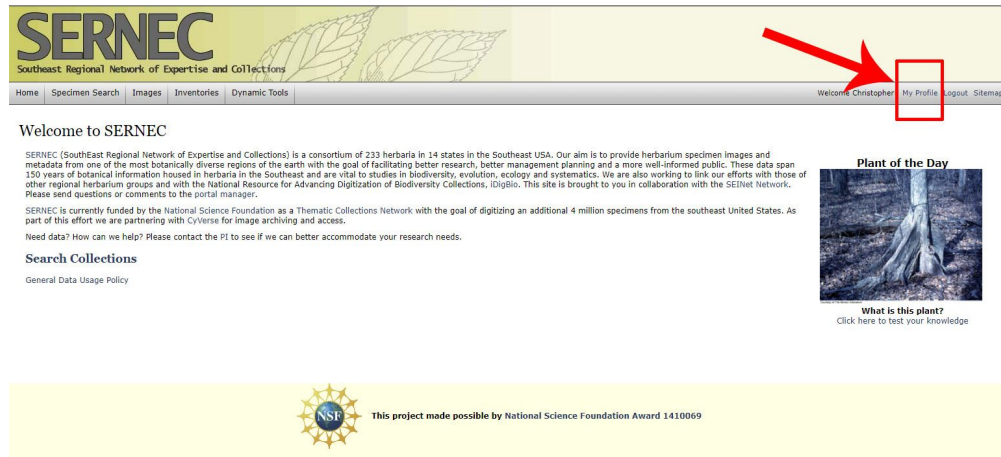 SERNEC
Southeast Regional Network of Expertise and Collections
Home Specimen Search Images Inventories Dynamic Tools
Welcome Christopher! My Profile Logout Sitemap
Welcome to SERNEC
SERNEC (SouthEast Regional Network of Expertise and Collections) is a consortium of 233 herbaria in 14 states in the Southeast USA. Our aim is to provide herbarium specimen images and
metadata from one of the most botanically diverse regions of the earth with the goal of facilitating better research, better management planning and a more well-informed public. These data span
150 years of botanical information housed in herbaria in the Southeast and are vital to studies in biodiversity, evolution, ecology and systematics. We are also working to link our efforts with those of
other regional herbarium groups and with the National Resource for Advancing Digitization of Biodiversity Collections, iDigBio. This site is brought to you in collaboration with the SEINet Network.
Please send questions or comments to the portal manager.
SERNEC is currently funded by the National Science Foundation as a Thematic Collections Network with the goal of digitizing an additional 4 million specimens from the southeast United States. As
part of this effort we are partnering with CyVerse for image archiving and access.
Need data? How can we help? Please contact the PI to see if we can better accommodate your research needs.
Search Collections
General Data Usage Policy
Plant of the Day
What is this plant?
Click here to test your knowledge
NSF
This project made possible by National Science Foundation Award 1410069